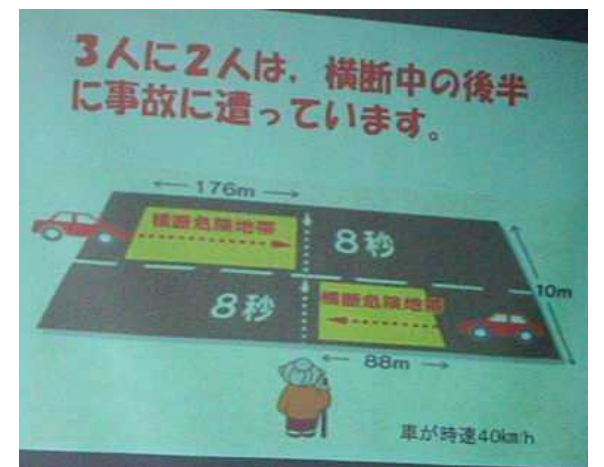 3人に2人は、横断中の後半
に事故に遭っています。
176m
横断危険地帯
8秒
10m
8秒
横断危険地帯
88m
車が時速40km/h